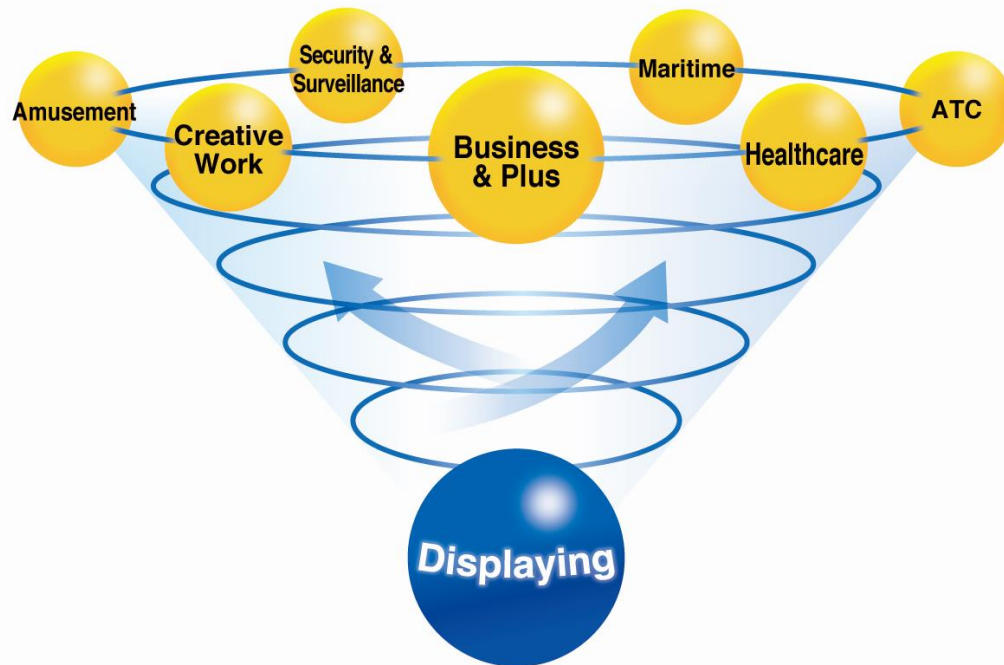 Security &
Surveillance
Maritime
Amusement
ATC
Creative
Work
Business
& Plus
Healthcare
Displaying